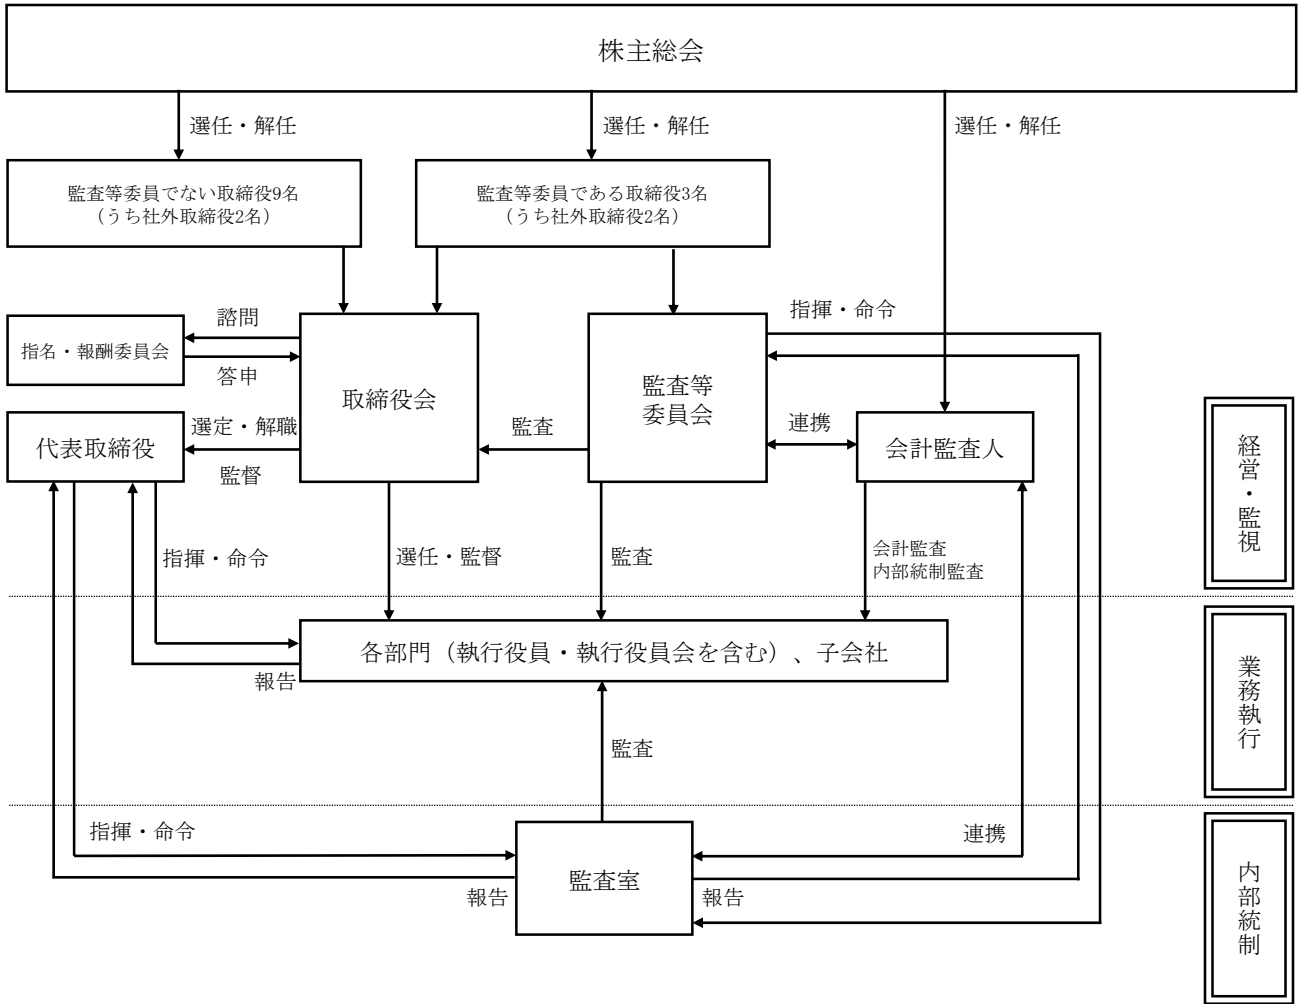 株主総会
選任・解任
選任・解任
選任・解任
監査等委員でない取締役9名
（うち社外取締役2名）
監査等委員である取締役3名
（うち社外取締役2名）
指揮・命令
諮問
指名・報酬委員会
答申
取締役会
監査等
委員会
代表取締役
選定・解職
監督
監査
連携
会計監査人
経営・監視
指揮・命令
選任・監督
監査
会計監査
内部統制監査
各部門（執行役員・執行役員会を含む）、子会社
報告
業務執行
監査
指揮・命令
連携
監査室
報告
報告
内部統制